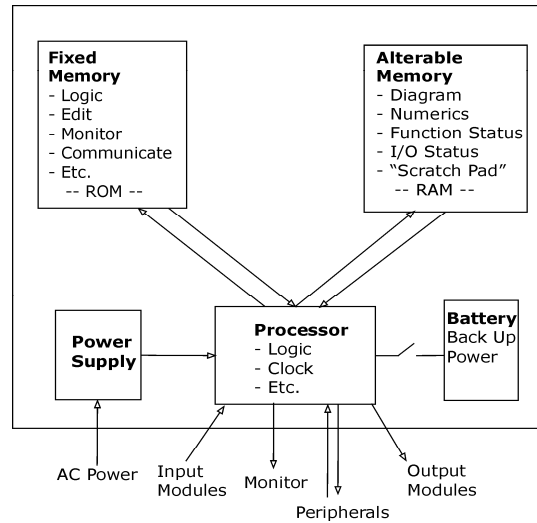 Fixed
Memory
- Logic
- Edit
- Monitor
- Communicate
- Etc.
-- ROM --
Alterable
Memory
- Diagram
- Numerics
- Function Status
- I/O Status
- “Scratch Pad”
-- RAM --
Power
Supply
Processor
- Logic
- Clock
- Etc.
Battery
Back Up
Power
AC Power
Input
Modules
Monitor
Peripherals
Output
Modules